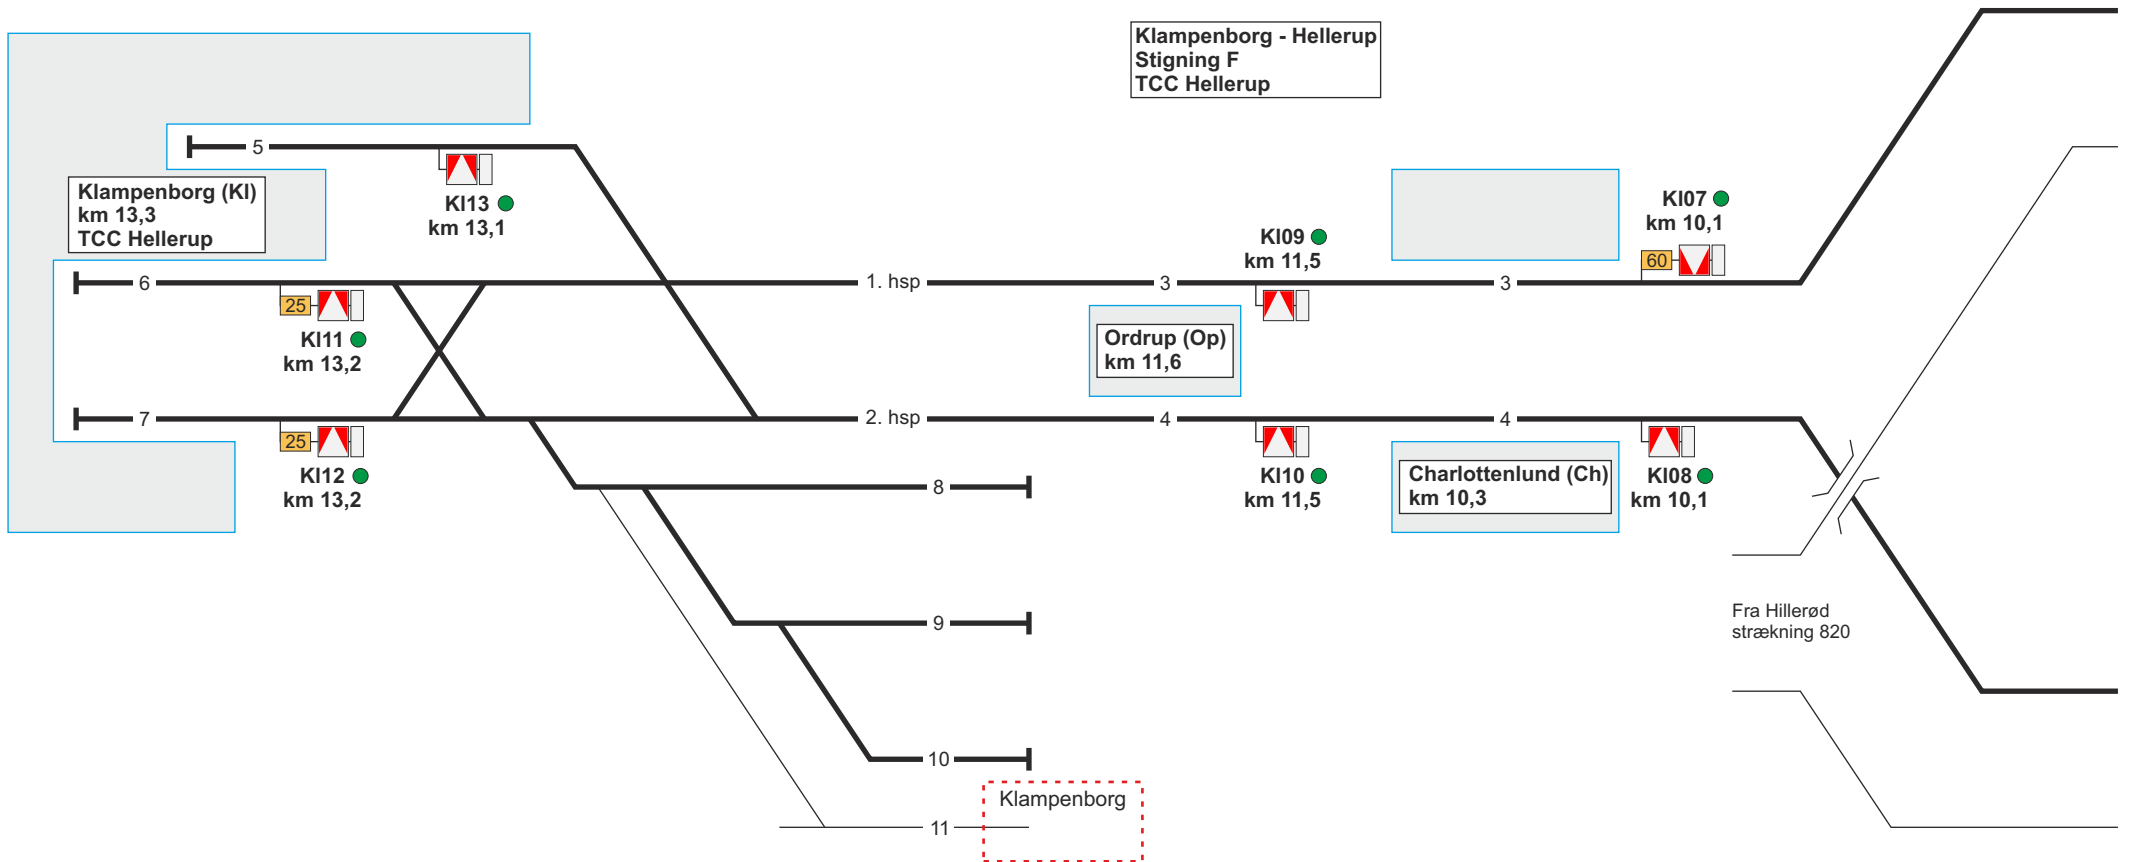 Klampenborg - Hellerup
Stigning F
TCC Hellerup
5
Klampenborg (Kl)
km 13,3
TCC Hellerup
Kl13
km 13,1
Kl07
km 10,1
60
Kl09
km 11,5
6
1. hsp
3
3
25
Kl11
km 13,2
Ordrup (Op)
km 11,6
7
2. hsp
4
4
25
Kl12
km 13,2
Kl10
km 11,5
Charlottenlund (Ch)
km 10,3
Kl08
km 10,1
8
9
Fra Hillerød
strækning 820
10
Klampenborg
11